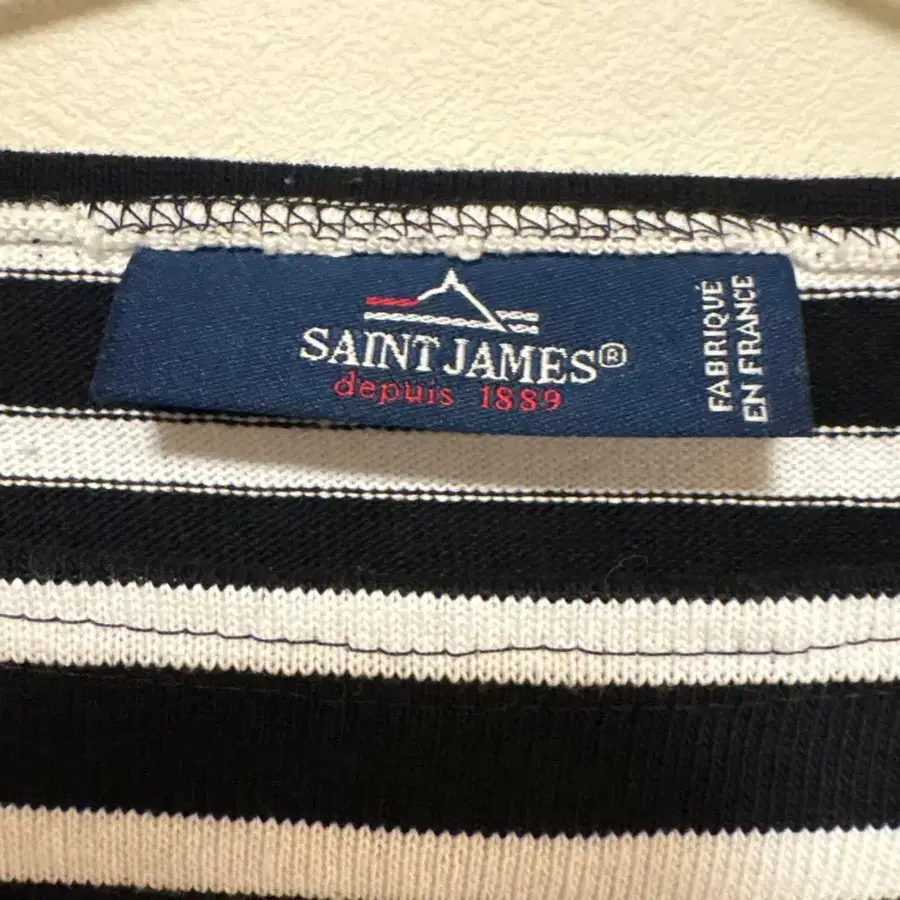 SAINT JAMES®
depuis 1889
FABRIQUÉ
EN FRANCE